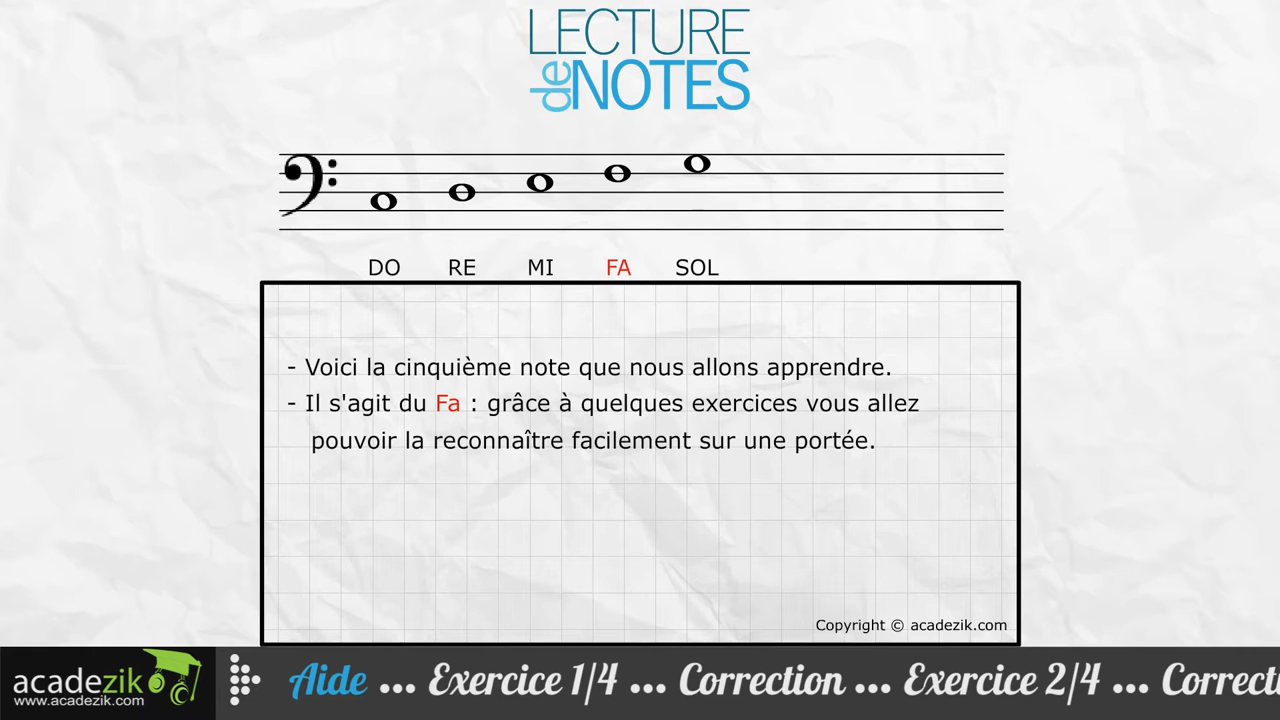 LECTURE
de NOTES
DO RE MI FA SOL
- Voici la cinquième note que nous allons apprendre.
- Il s'agit du Fa : grâce à quelques exercices vous allez
pouvoir la reconnaître facilement sur une portée.
Copyright © acadezik.com
acadezik
www.acadezik.com
Aide ... Exercice 1/4 ... Correction ... Exercice 2/4 ... Correcti